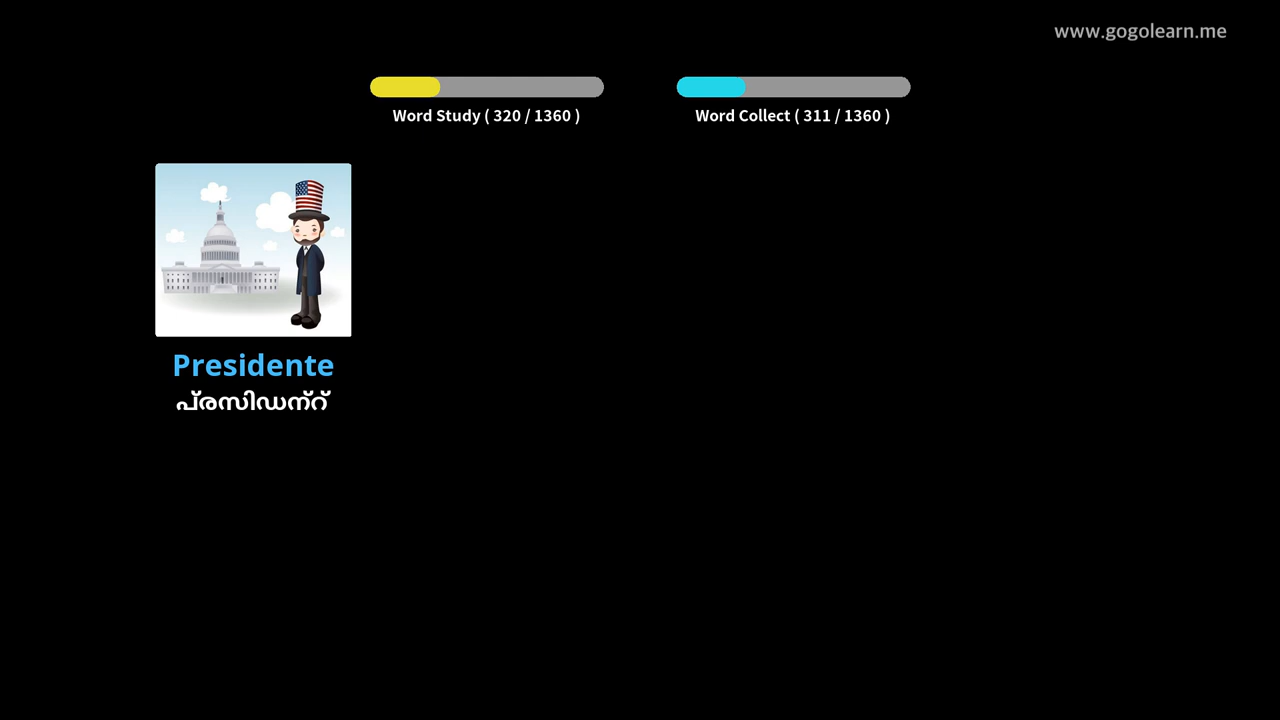 www.gogolearn.me
Word Study ( 320 / 1360 )
Word Collect ( 311 / 1360 )
Presidente
പ്രസിഡന്റ്